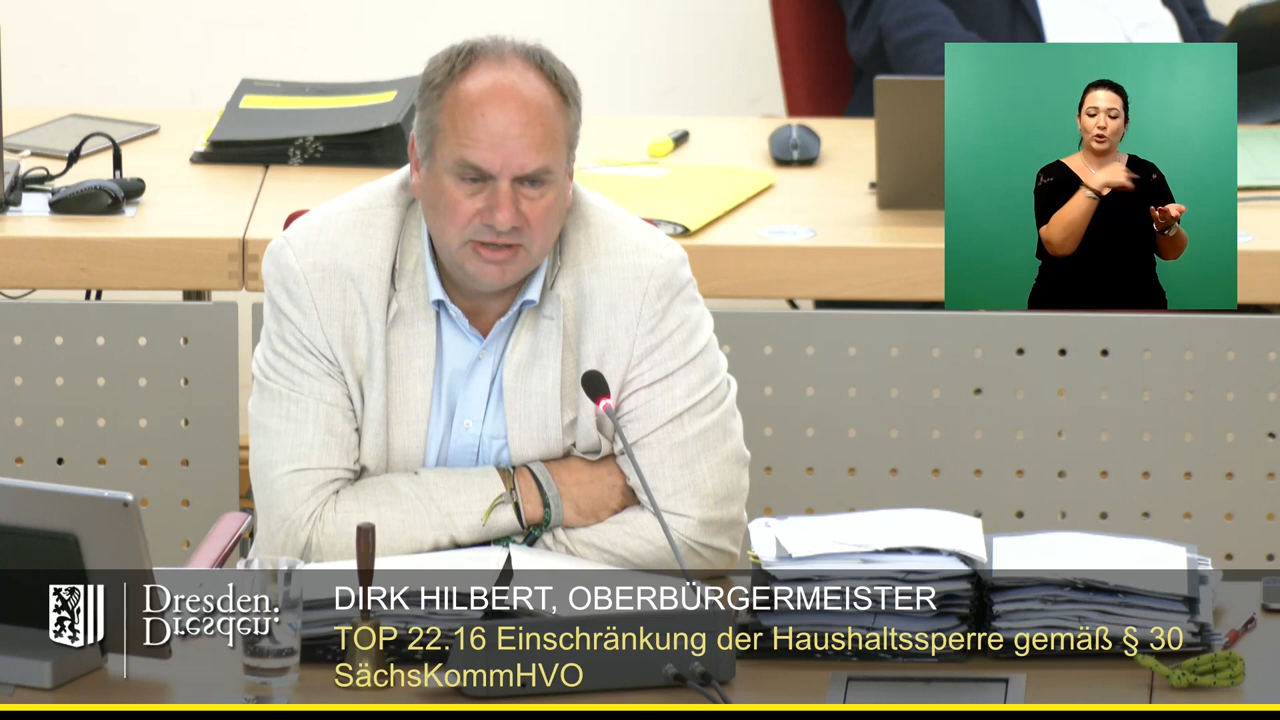 Dresden.
Dresden.
DIRK HILBERT, OBERBÜRGERMEISTER
TOP 22.16 Einschränkung der Haushaltssperre gemäß § 30
SächsKommHVO